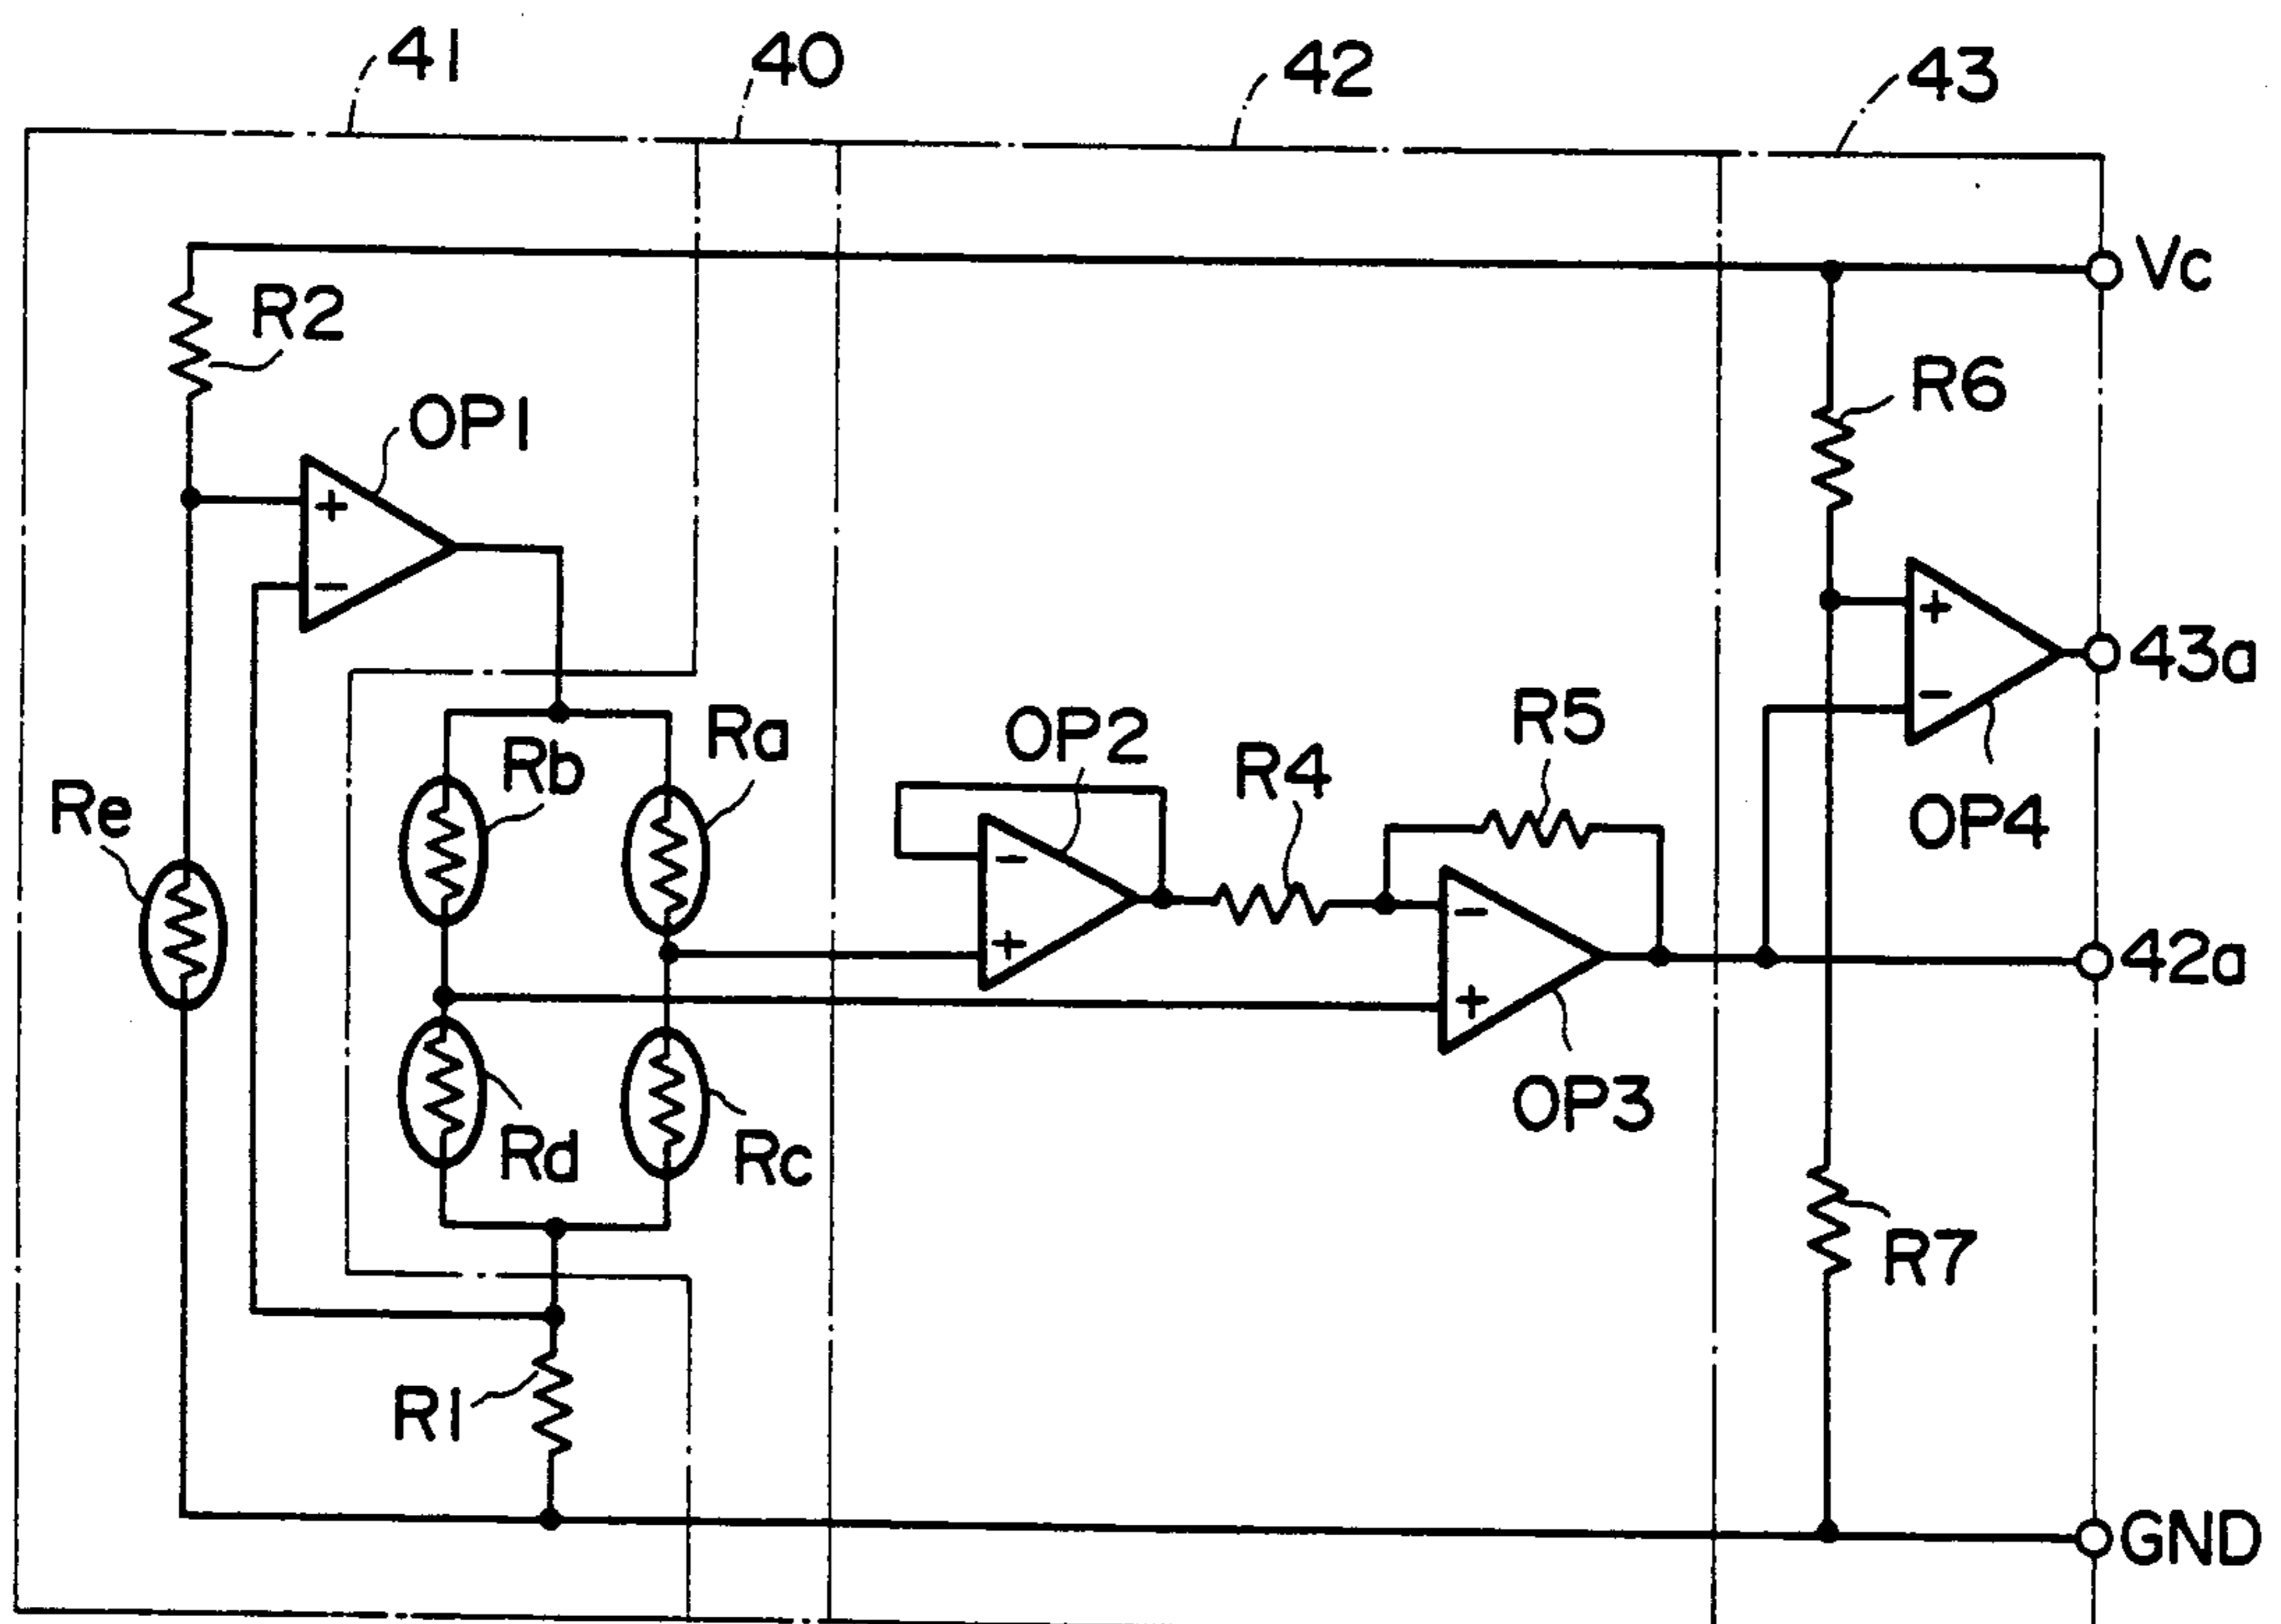 41
40
42
43
Vc
R2
R6
OP1
43a
Ra
OP2
R5
Rb
R4
Re
OP4
42a
OP3
Rd
Rc
R7
R1
GND
+
-
-
+
-
+
+
-